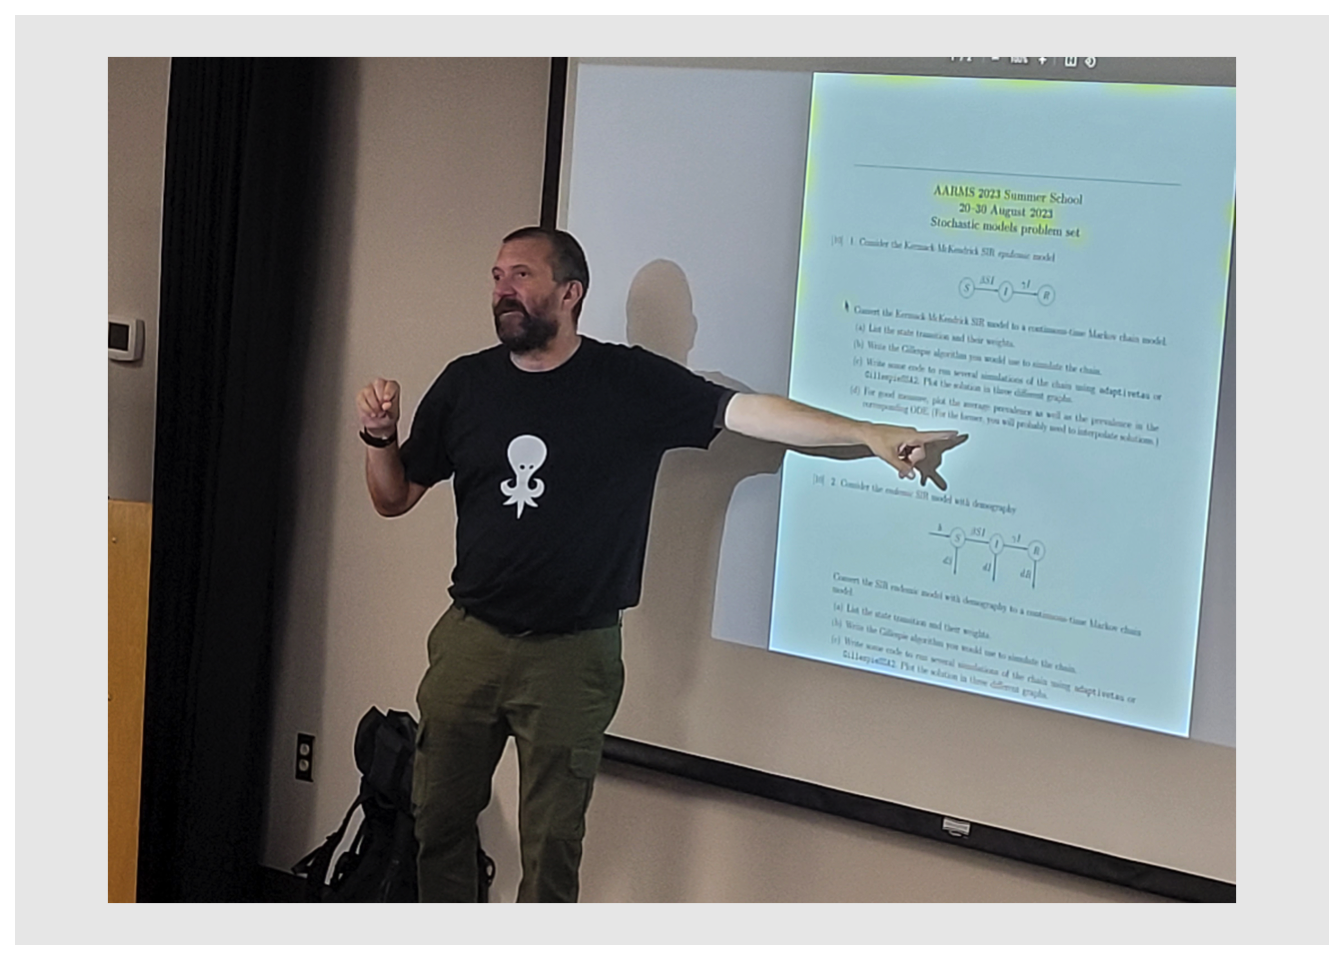 100%
AARMS 2023 Summer School
20–30 August 2023
Stochastic models problem set
[10] 1. Consider the Kermack McKendrick SIR epidemic model
S βSI I γI R
Convert the Kermack McKendrick SIR model to a continuous-time Markov chain model.
(a) List the state transition and their weights.
(b) Write the Gillespie algorithm you would use to simulate the chain.
(c) Write some code to run several simulations of the chain using adaptivetau or
GillespieSSA2. Plot the solution in three different graphs.
(d) For good measure, plot the average prevalence as well as the prevalence in the
corresponding ODE. (For the former, you will probably need to interpolate solutions.)
[10] 2. Consider the endemic SIR model with demography
b S βSI I γI R
dS dI dR
Convert the SIR endemic model with demography to a continuous-time Markov chain
model.
(a) List the state transition and their weights.
(b) Write the Gillespie algorithm you would use to simulate the chain.
(c) Write some code to run several simulations of the chain using adaptivetau or
GillespieSSA2. Plot the solution in three different graphs.